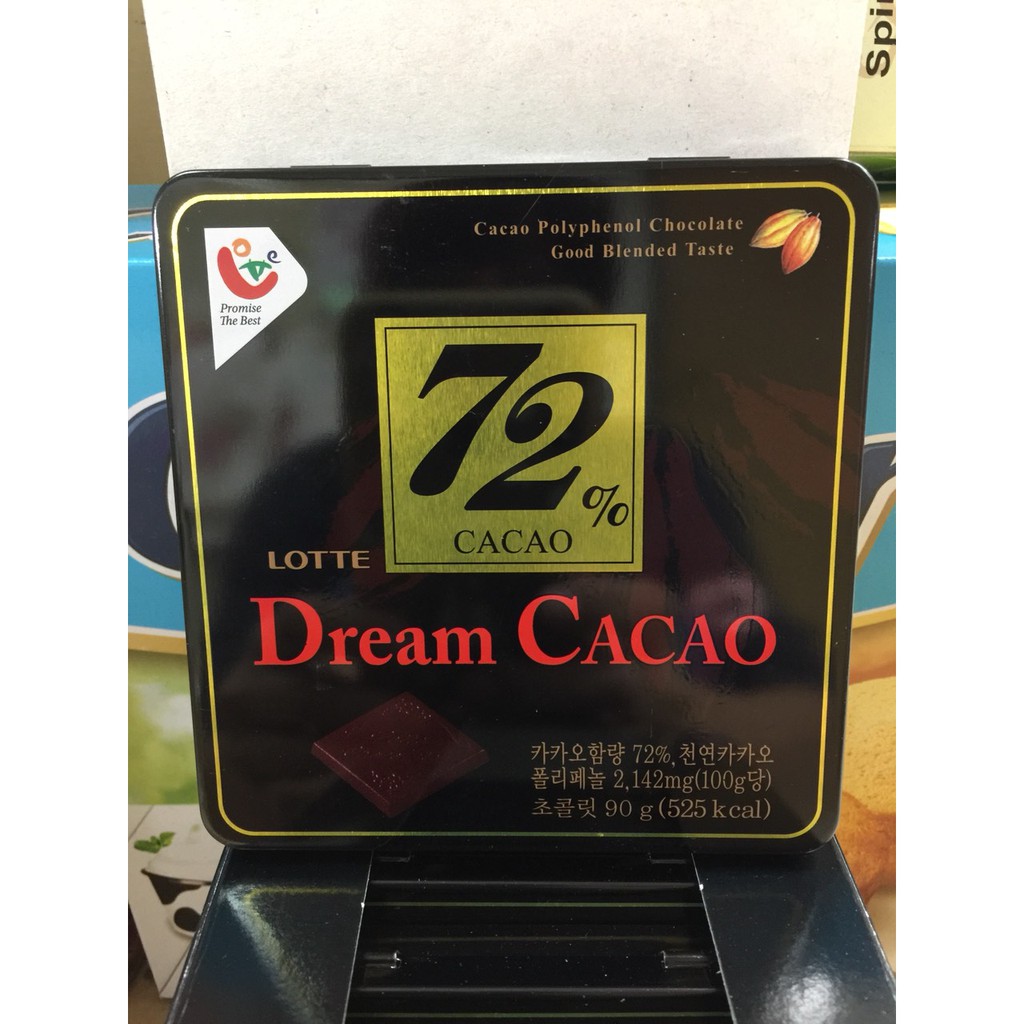 Spi
Cacao Polyphenol Chocolate
Good Blended Taste
LOTTE
Promise
The Best
72%
CACAO
LOTTE
Dream CACAO
카카오함량 72%, 천연카카오
폴리페놀 2,142mg(100g당)
초콜릿 90 g (525 kcal)